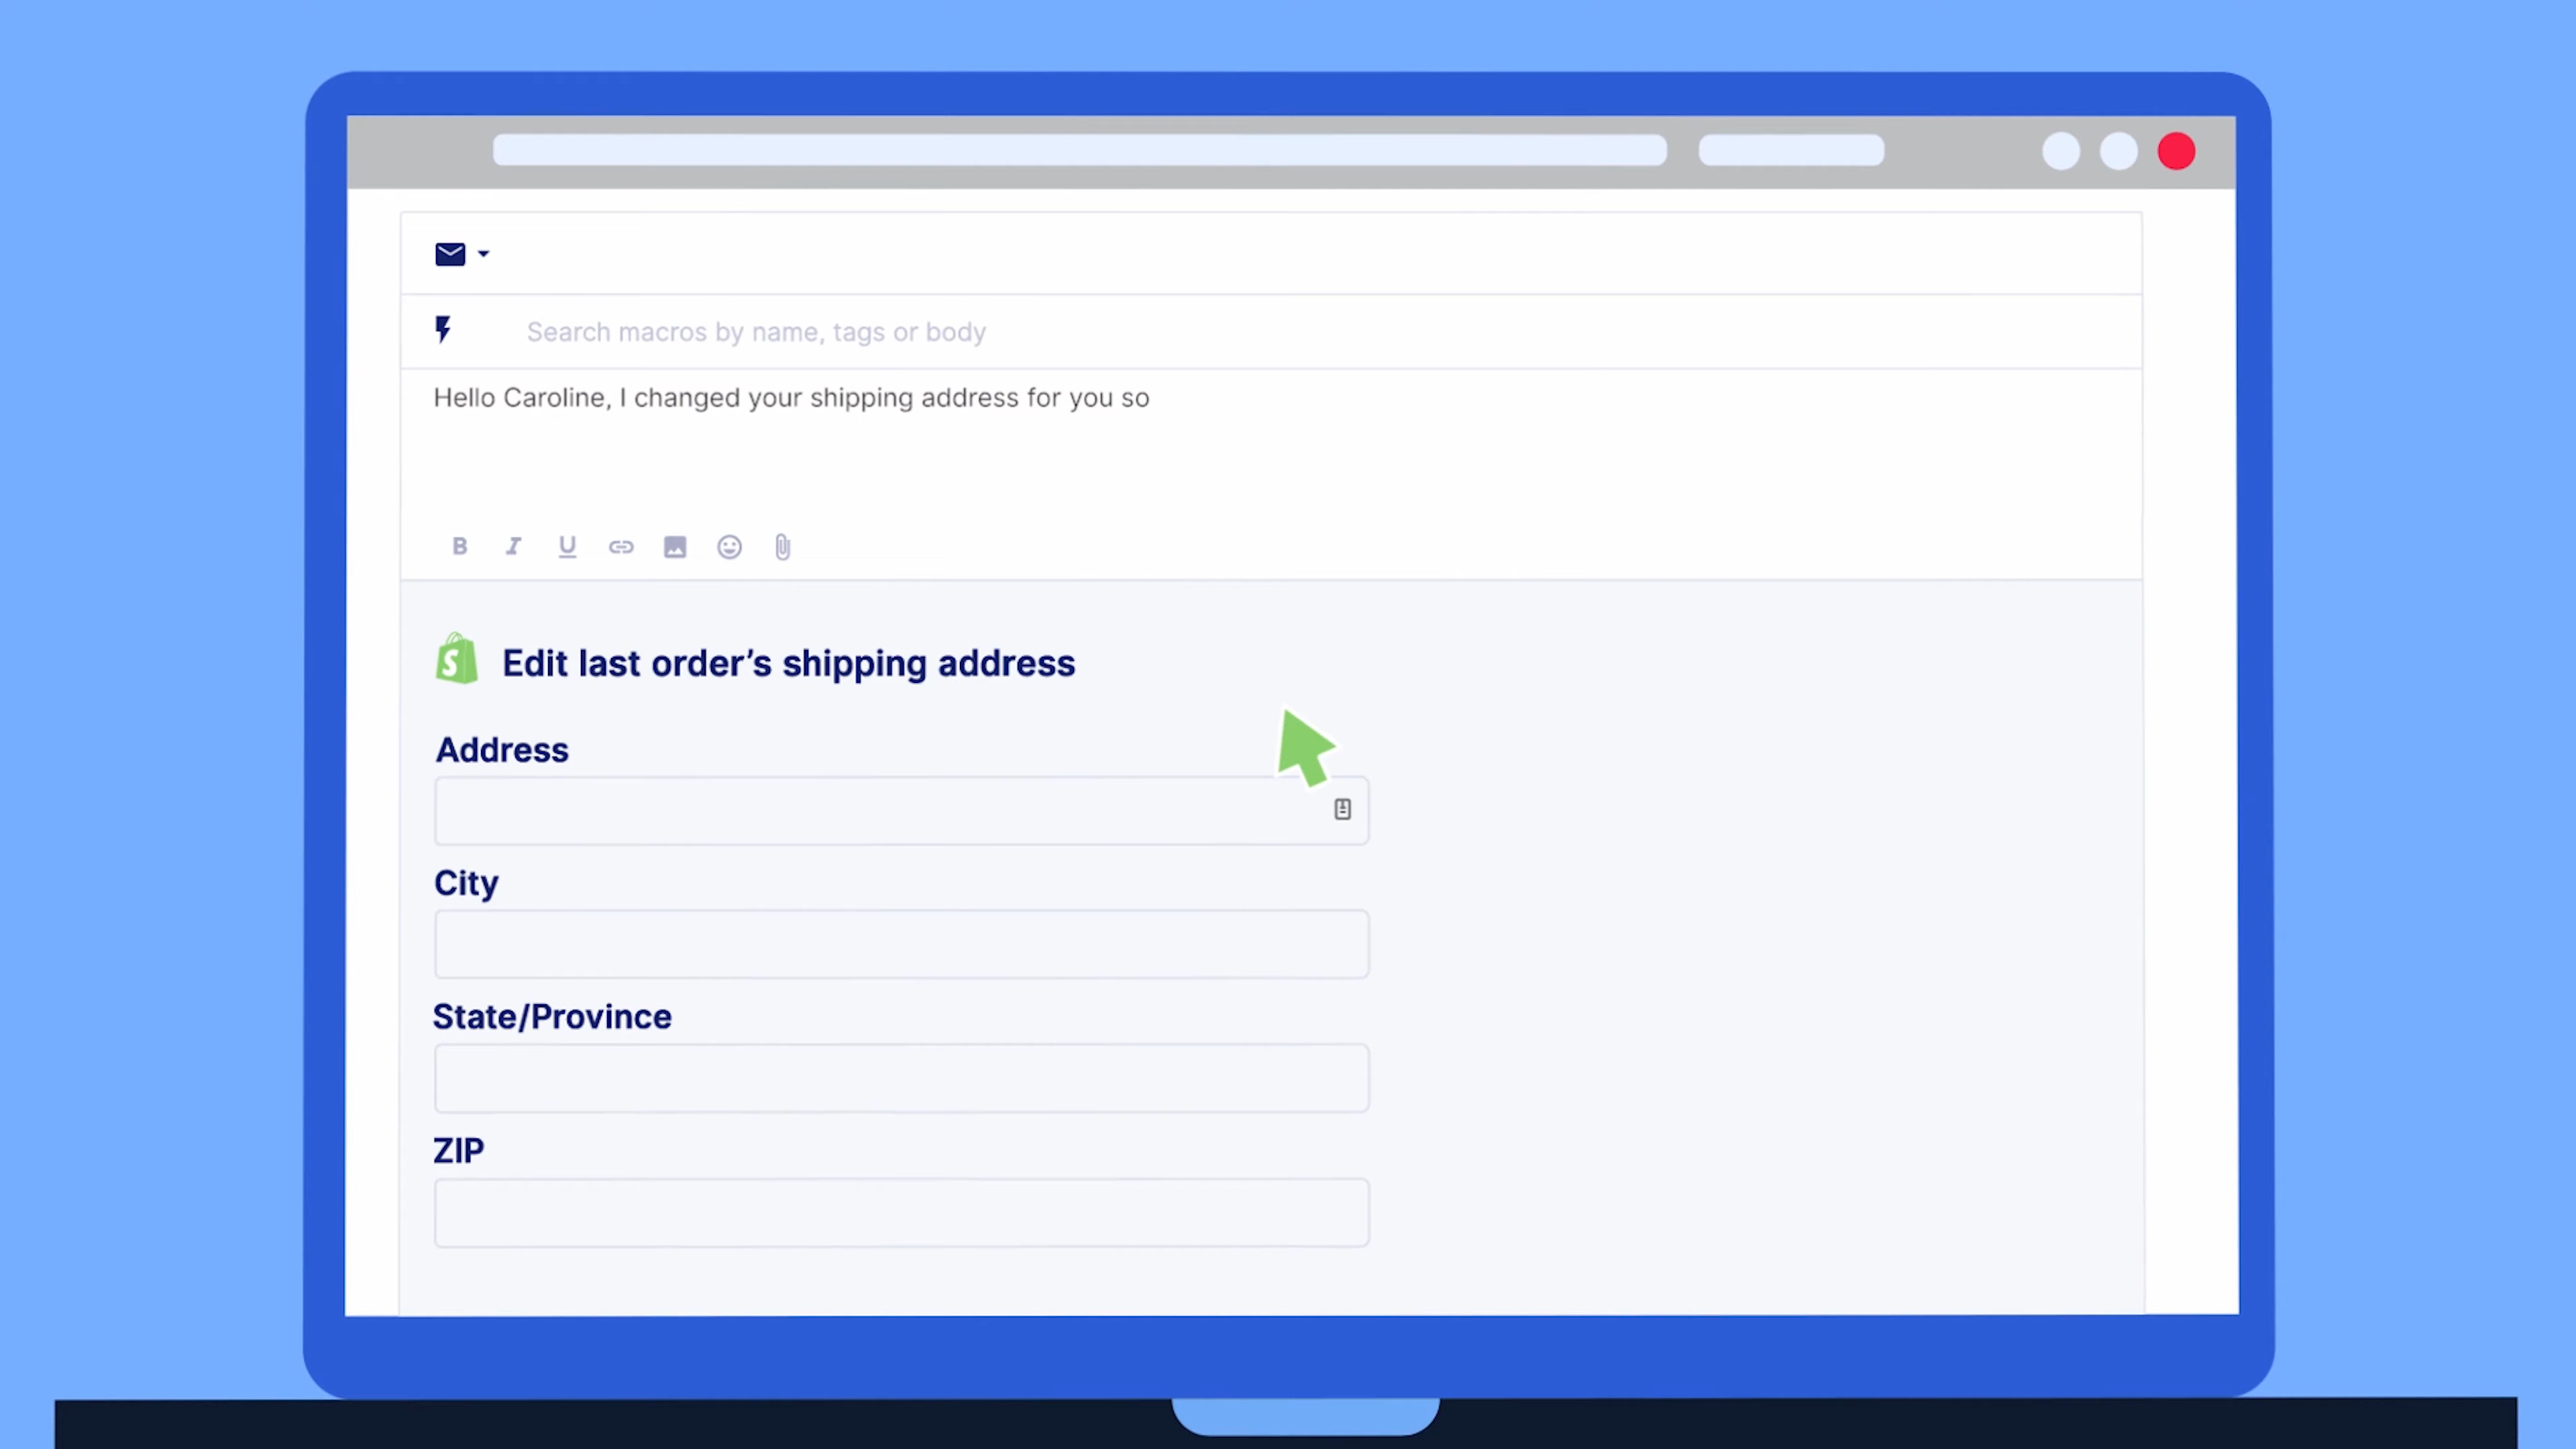 Search macros by name, tags or body
Hello Caroline, I changed your shipping address for you so
B I U
S Edit last order’s shipping address
Address
City
State/Province
ZIP